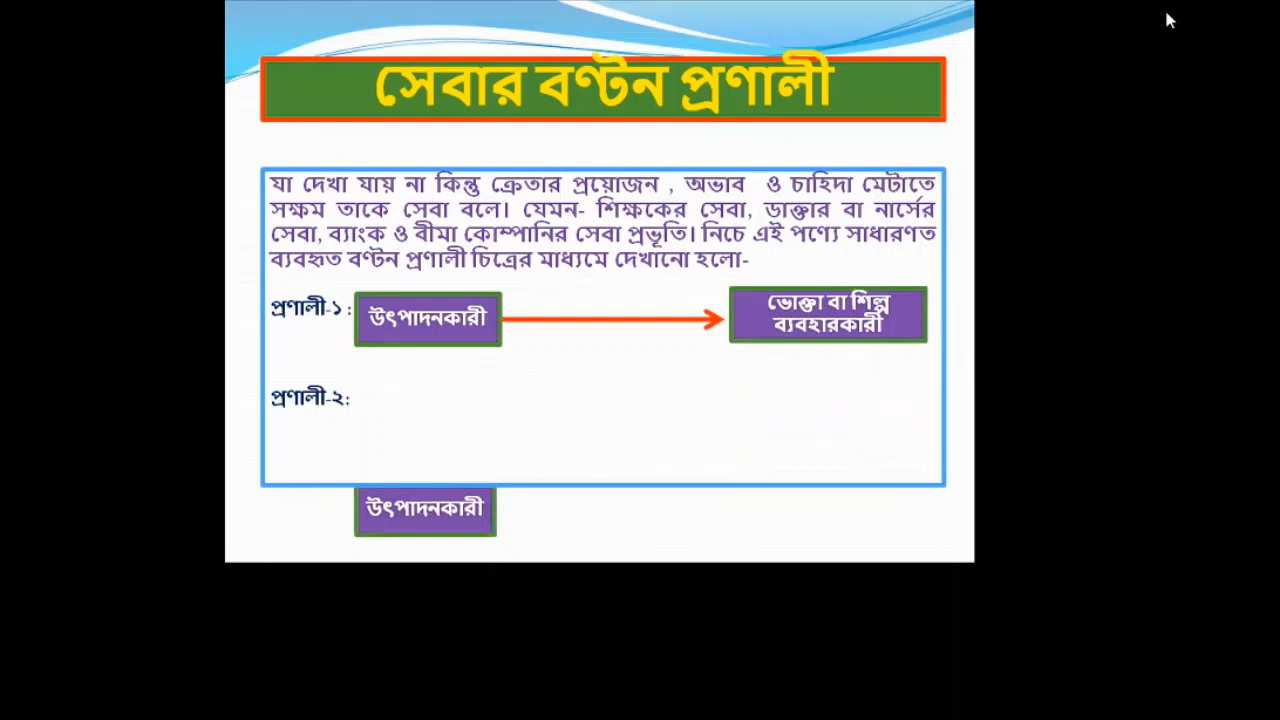 সেবার বণ্টন প্রণালী
যা দেখা যায় না কিন্তু ক্রেতার প্রয়োজন , অভাব ও চাহিদা মেটাতে
সক্ষম তাকে সেবা বলে। যেমন- শিক্ষকের সেবা, ডাক্তার বা নার্সের
সেবা, ব্যাংক ও বীমা কোম্পানির সেবা প্রভূতি। নিচে এই পণ্যে সাধারণত
ব্যবহৃত বণ্টন প্রণালী চিত্রের মাধ্যমে দেখানো হলো-
প্রণালী-১ :
উৎপাদনকারী
ভোক্তা বা শিল্প
ব্যবহারকারী
প্রণালী-২:
উৎপাদনকারী